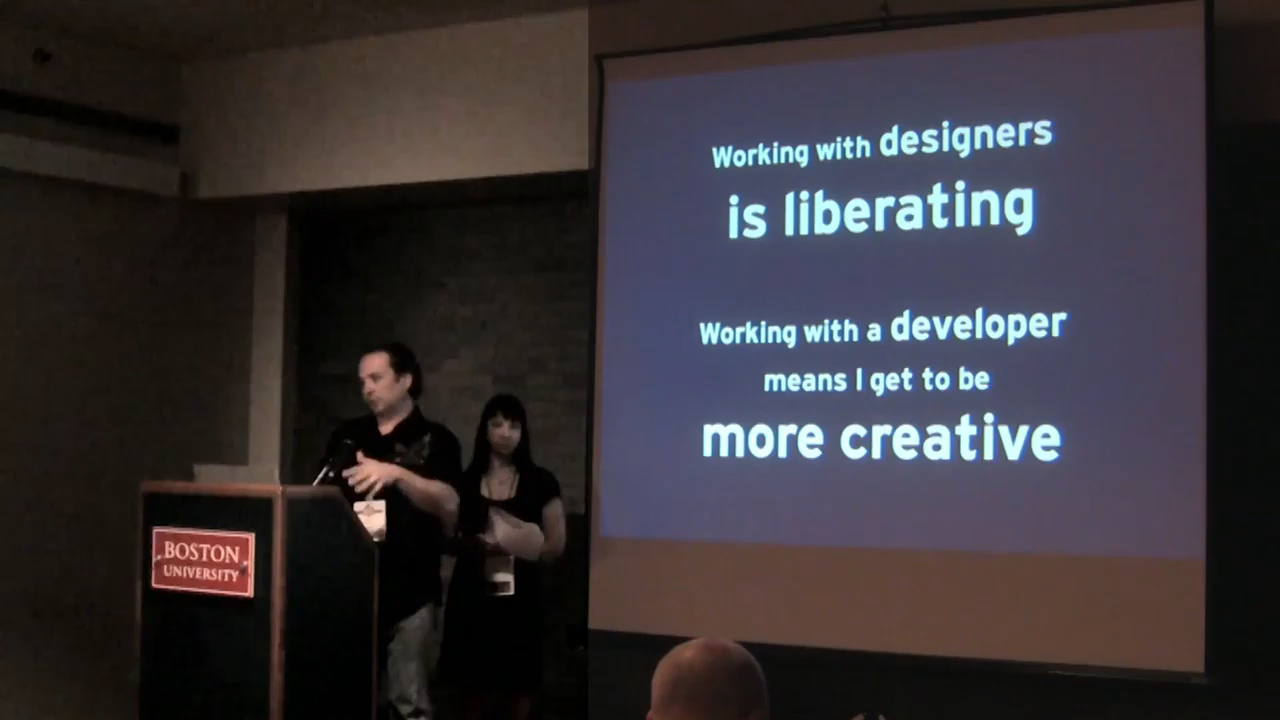 Working with designers
is liberating
Working with a developer
means I get to be
more creative
BOSTON
UNIVERSITY